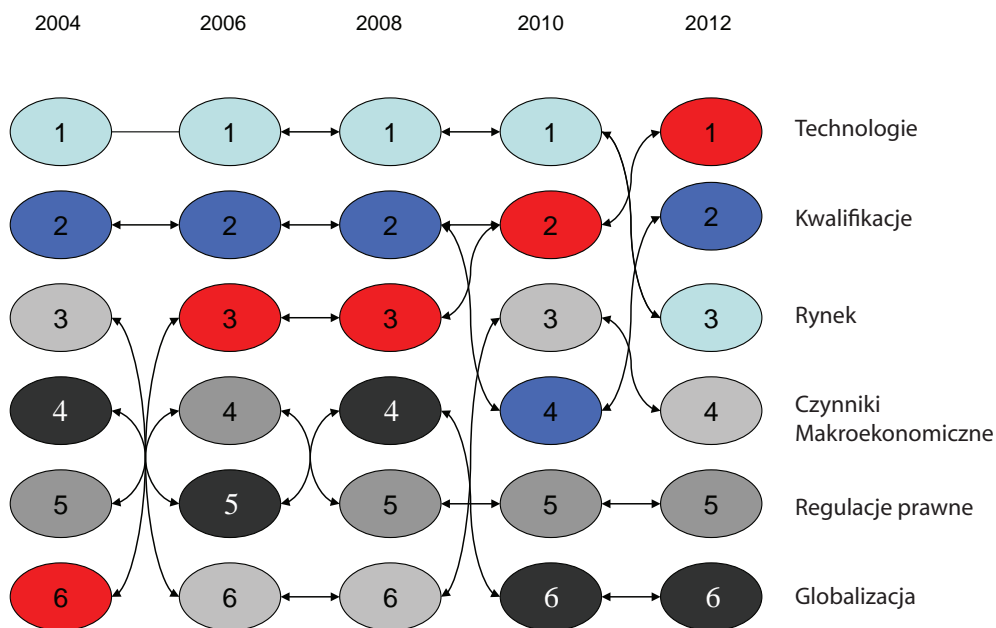 2004 2006 2008 2010 2012
1 1 1 1 1 Technologie
2 2 2 2 2 Kwalifikacje
3 3 3 3 3 Rynek
4 4 4 4 4 Czynniki
Makroekonomiczne
5 5 5 5 5 Regulacje prawne
6 6 6 6 6 Globalizacja